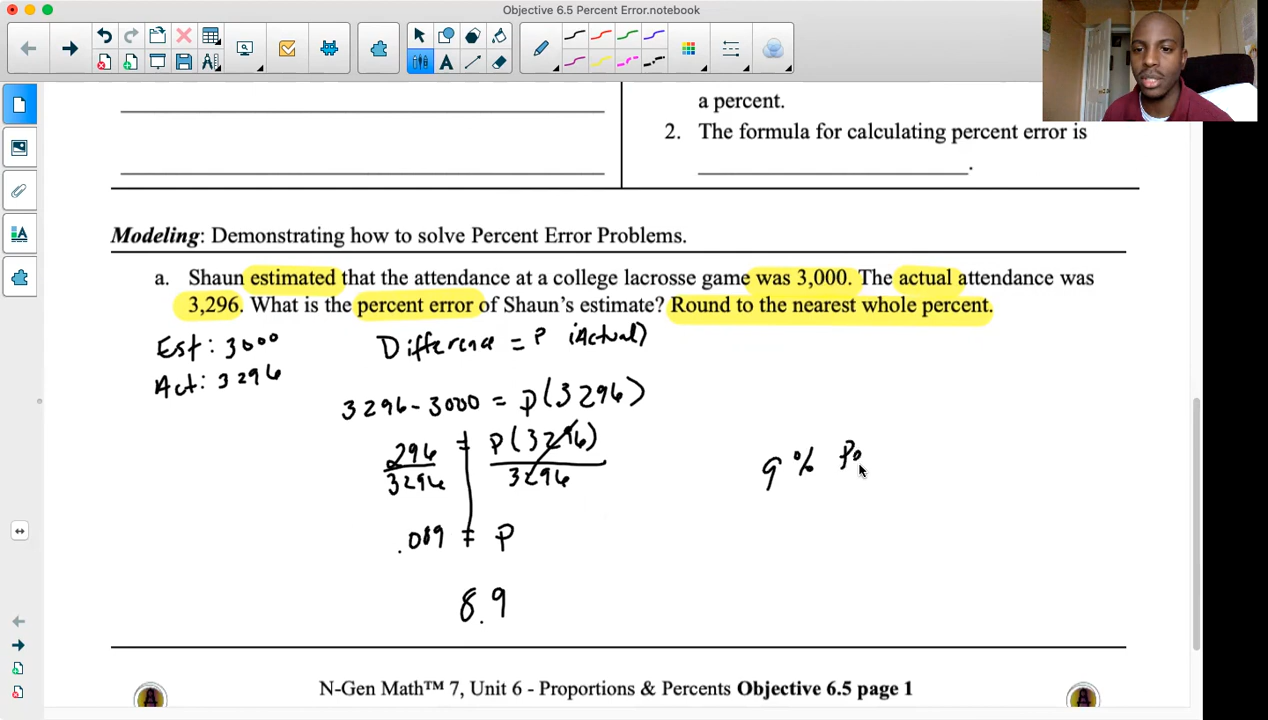 Objective 6.5 Percent Error.notebook
a percent.
2. The formula for calculating percent error is
.
Modeling: Demonstrating how to solve Percent Error Problems.
a. Shaun estimated that the attendance at a college lacrosse game was 3,000. The actual attendance was
3,296. What is the percent error of Shaun's estimate? Round to the nearest whole percent.
Est: 3000
Act: 3296
Difference = P (Actual)
3296-3000 = P(3296)
296 = P(3296)
3296 3296
.089 = P
8.9
9% Po
N-Gen Math™ 7, Unit 6 - Proportions & Percents Objective 6.5 page 1